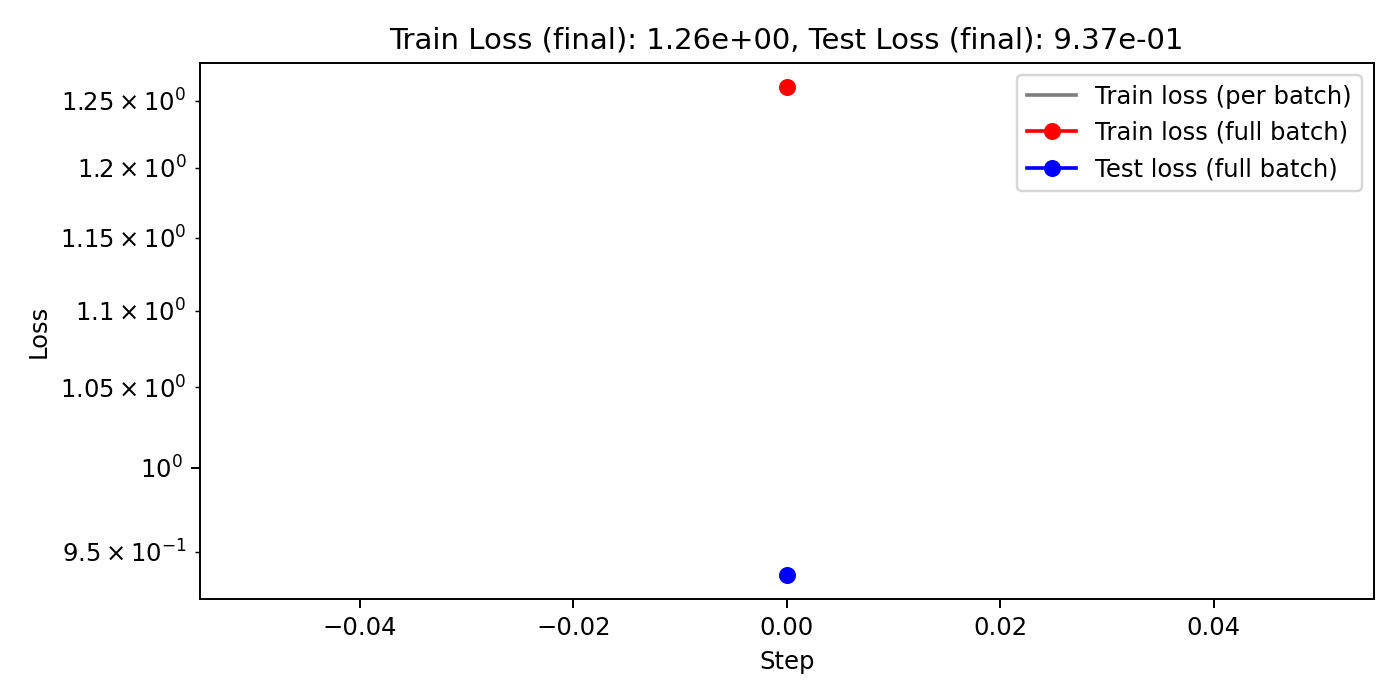 Train Loss (final): 1.26e+00, Test Loss (final): 9.37e-01
Train loss (per batch)
Train loss (full batch)
Test loss (full batch)
Loss
1.25 × 10⁰
1.2 × 10⁰
1.15 × 10⁰
1.1 × 10⁰
1.05 × 10⁰
10⁰
9.5 × 10⁻¹
−0.04
−0.02
0.00
0.02
0.04
Step